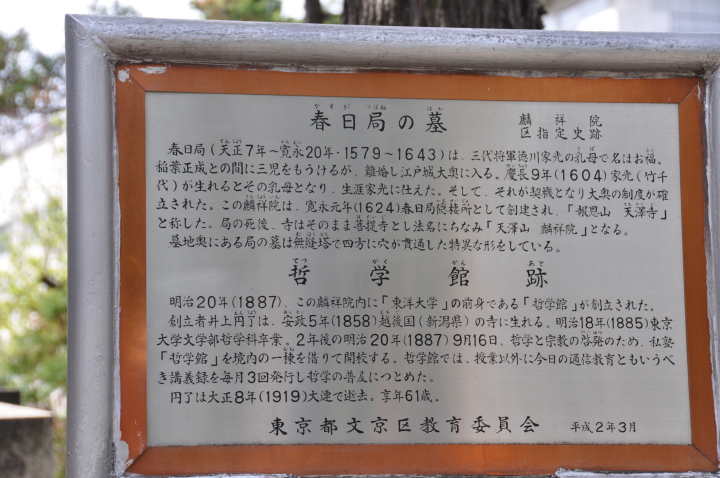 春日局の墓 麟祥院
区指定史跡
春日局(天正7年~寛永20年・1579~1643)は、三代将軍徳川家光の乳母で名はお福。
稲葉正成との間に三児をもうけるが、離婚し江戸城大奥に入る。慶長9年(1604)家光(竹千
代)が生れるとその乳母となり、生涯家光に仕えた。そして、それが契機となり大奥の制度が確
立された。この麟祥院は、寛永元年(1624)春日局隠棲所として創建され、「報恩山 天澤寺」
と称した。局の死後、寺はそのまま菩提寺とし法名にちなみ「天澤山 麟祥院」となる。
墓地奥にある局の墓は無縫塔で四方に穴が貫通した特異な形をしている。
哲学館跡
明治20年(1887)、この麟祥院内に「東洋大学」の前身である「哲学館」が創立された。
創立者井上円了は、安政5年(1858)越後国(新潟県)の寺に生れる。明治18年(1885)東京
大学文学部哲学科卒業。2年後の明治20年(1887)9月16日、哲学と宗教の啓発のため、私塾
「哲学館」を境内の一棟を借りて開校する。哲学館では、授業以外に今日の通信教育ともいうべ
き講義録を毎月3回発行し哲学の普及につとめた。
円了は大正8年(1919)大連で逝去。享年61歳。
東京都文京区教育委員会 平成2年3月